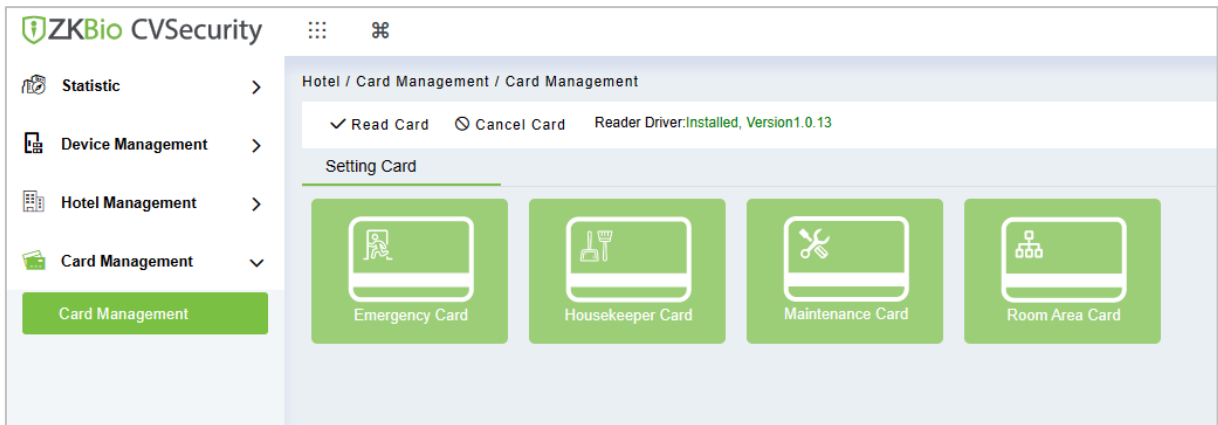 ZKBio CVSecurity
Statistic
Device Management
Hotel Management
Card Management
Card Management
Hotel / Card Management / Card Management
Read Card Cancel Card Reader Driver:Installed, Version1.0.13
Setting Card
Emergency Card
Housekeeper Card
Maintenance Card
Room Area Card